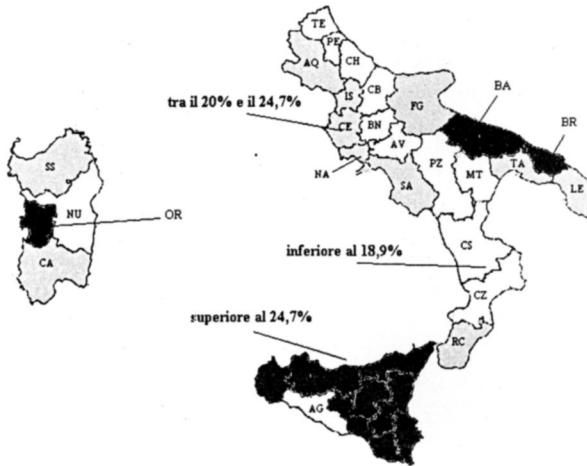 TE
PE
AQ
CH
IS
CB
FG
BA
tra il 20% e il 24,7%
CE
BN
BR
AV
NA
PZ
MT
TA
SA
LE
SS
NU
OR
CA
CS
inferiore al 18,9%
CZ
superiore al 24,7%
RC
AG